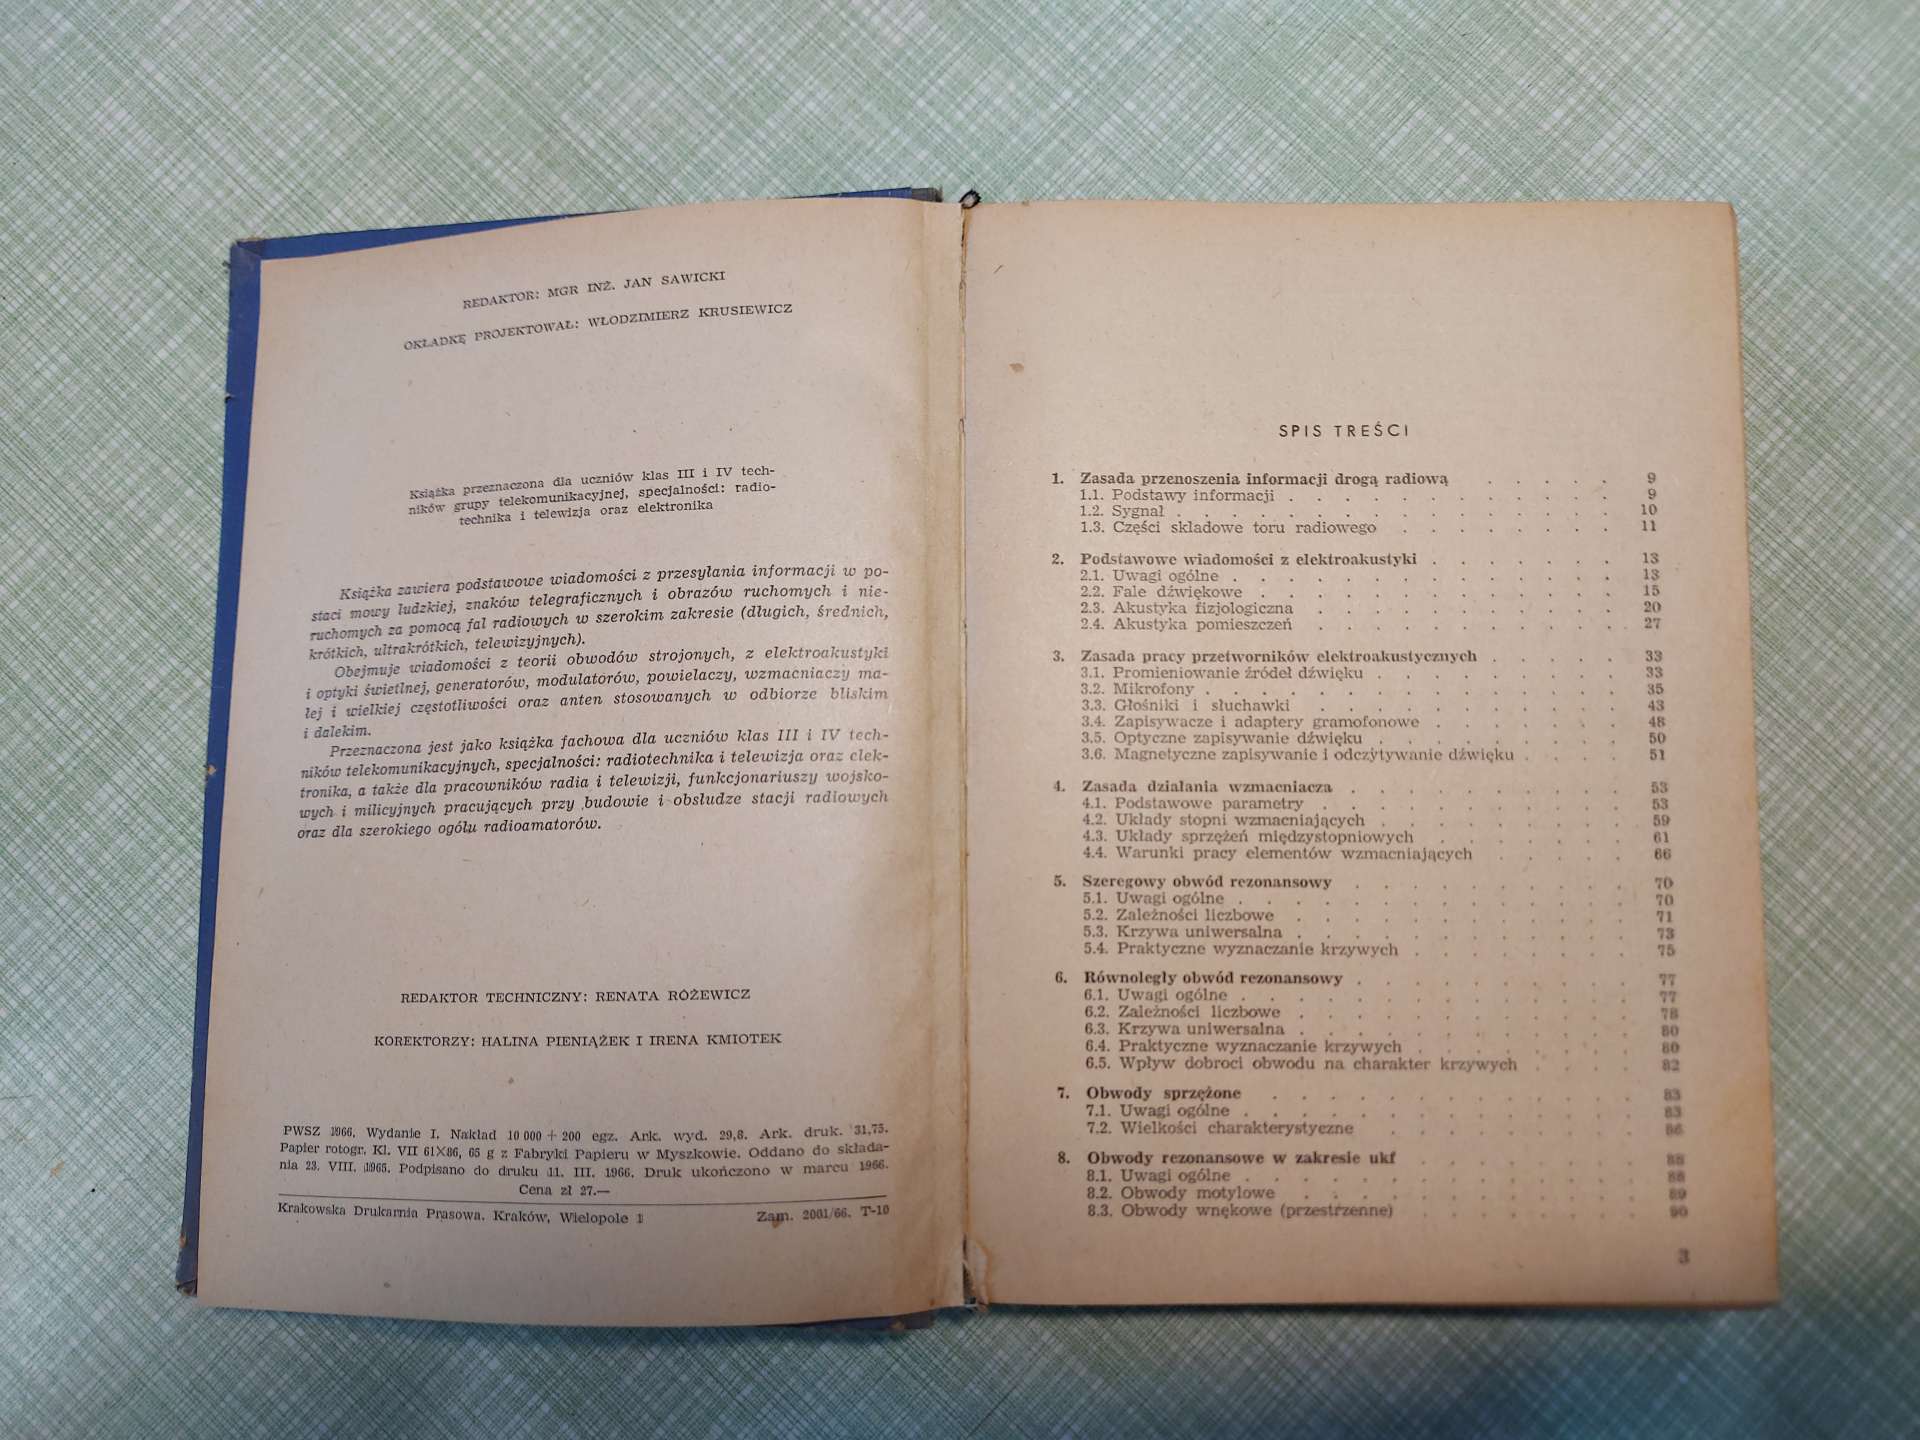 REDAKTOR: MGR INŻ. JAN SAWICKI
OKŁADKĘ PROJEKTOWAŁ: WŁODZIMIERZ KRUSIEWICZ
Książka przeznaczona dla uczniów klas III i IV tech-
ników grupy telekomunikacyjnej, specjalności: radio-
technika i telewizja oraz elektronika
Książka zawiera podstawowe wiadomości z przesyłania informacji w po-
staci mowy ludzkiej, znaków telegraficznych i obrazów ruchomych i nie-
ruchomych za pomocą fal radiowych w szerokim zakresie (długich, średnich,
krótkich, ultrakrótkich, telewizyjnych).
Obejmuje wiadomości z teorii obwodów strojonych, z elektroakustyki
i optyki świetlnej, generatorów, modulatorów, powielaczy, wzmacniaczy ma-
łej i wielkiej częstotliwości oraz anten stosowanych w odbiorze bliskim
i dalekim.
Przeznaczona jest jako książka fachowa dla uczniów klas III i IV tech-
ników telekomunikacyjnych, specjalności: radiotechnika i telewizja oraz elek-
tronika, a także dla pracowników radia i telewizji, funkcjonariuszy wojsko-
wych i milicyjnych pracujących przy budowie i obsłudze stacji radiowych
oraz dla szerokiego ogółu radioamatorów.
REDAKTOR TECHNICZNY: RENATA RÓŻEWICZ
KOREKTORZY: HALINA PIENIĄŻEK I IRENA KMIOTEK
PWSZ 1966. Wydanie I. Nakład 10 000 + 200 egz. Ark. wyd. 29,8. Ark. druk. 31,75.
Papier rotogr. Kl. VII 61×86, 65 g z Fabryki Papieru w Myszkowie. Oddano do składa-
nia 23. VIII. 1965. Podpisano do druku 11. III. 1966. Druk ukończono w marcu 1966.
Cena zł 27.—
Krakowska Drukarnia Prasowa. Kraków, Wielopole 1 Zam. 2001/66. T-10
SPIS TREŚCI
1. Zasada przenoszenia informacji drogą radiową . . . . . 9
1.1. Podstawy informacji . . . . . . . . . . . . 9
1.2. Sygnał . . . . . . . . . . . . . . . . 10
1.3. Części składowe toru radiowego . . . . . . . . 11
2. Podstawowe wiadomości z elektroakustyki . . . . . . . 13
2.1. Uwagi ogólne . . . . . . . . . . . . . . 13
2.2. Fale dźwiękowe . . . . . . . . . . . . . 15
2.3. Akustyka fizjologiczna . . . . . . . . . . . 20
2.4. Akustyka pomieszczeń . . . . . . . . . . . 27
3. Zasada pracy przetworników elektroakustycznych . . . . . 33
3.1. Promieniowanie źródeł dźwięku . . . . . . . . . 33
3.2. Mikrofony . . . . . . . . . . . . . . . 35
3.3. Głośniki i słuchawki . . . . . . . . . . . 43
3.4. Zapisywacze i adaptery gramofonowe . . . . . . . 48
3.5. Optyczne zapisywanie dźwięku . . . . . . . . . 50
3.6. Magnetyczne zapisywanie i odczytywanie dźwięku . . . . 51
4. Zasada działania wzmacniacza . . . . . . . . . . 53
4.1. Podstawowe parametry . . . . . . . . . . . 53
4.2. Układy stopni wzmacniających . . . . . . . . . 59
4.3. Układy sprzężeń międzystopniowych . . . . . . . 61
4.4. Warunki pracy elementów wzmacniających . . . . . 66
5. Szeregowy obwód rezonansowy . . . . . . . . . . 70
5.1. Uwagi ogólne . . . . . . . . . . . . . . 70
5.2. Zależności liczbowe . . . . . . . . . . . . 71
5.3. Krzywa uniwersalna . . . . . . . . . . . . 73
5.4. Praktyczne wyznaczanie krzywych . . . . . . . . 75
6. Równoległy obwód rezonansowy . . . . . . . . . . 77
6.1. Uwagi ogólne . . . . . . . . . . . . . . 77
6.2. Zależności liczbowe . . . . . . . . . . . . 78
6.3. Krzywa uniwersalna . . . . . . . . . . . . 80
6.4. Praktyczne wyznaczanie krzywych . . . . . . . . 80
6.5. Wpływ dobroci obwodu na charakter krzywych . . . . 82
7. Obwody sprzężone . . . . . . . . . . . . . 83
7.1. Uwagi ogólne . . . . . . . . . . . . . . 83
7.2. Wielkości charakterystyczne . . . . . . . . . 86
8. Obwody rezonansowe w zakresie ukf . . . . . . . . 88
8.1. Uwagi ogólne . . . . . . . . . . . . . . 88
8.2. Obwody motylowe . . . . . . . . . . . . 89
8.3. Obwody wnękowe (przestrzenne) . . . . . . . . 90
3